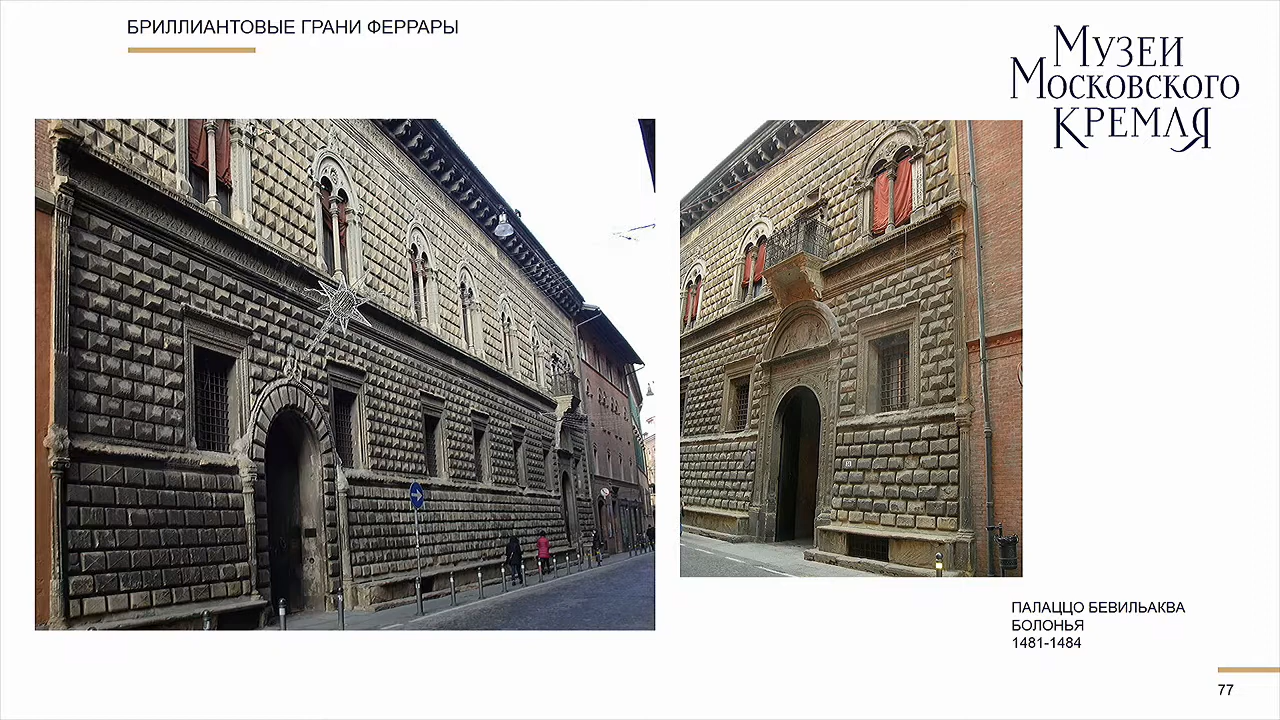 БРИЛЛИАНТОВЫЕ ГРАНИ ФЕРРАРЫ
МУЗЕИ
МОСКОВСКОГО
КРЕМЛЯ
ПАЛАЦЦО БЕВИЛЬАКВА
БОЛОНЬЯ
1481-1484
77